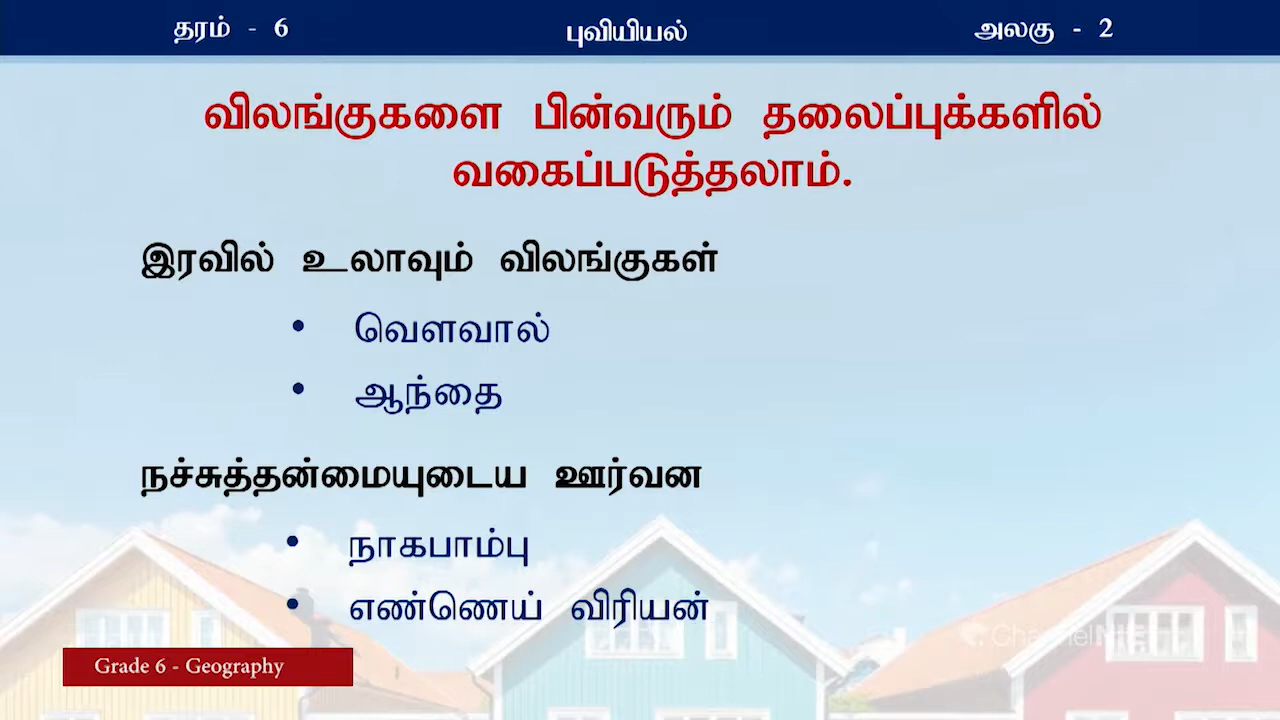 தரம் - 6
புவியியல்
அலகு - 2
விலங்குகளை பின்வரும் தலைப்புக்களில்
வகைப்படுத்தலாம்.
இரவில் உலாவும் விலங்குகள்
• வௌவால்
• ஆந்தை
நச்சுத்தன்மையுடைய ஊர்வன
• நாகபாம்பு
• எண்ணெய் விரியன்
Grade 6 - Geography